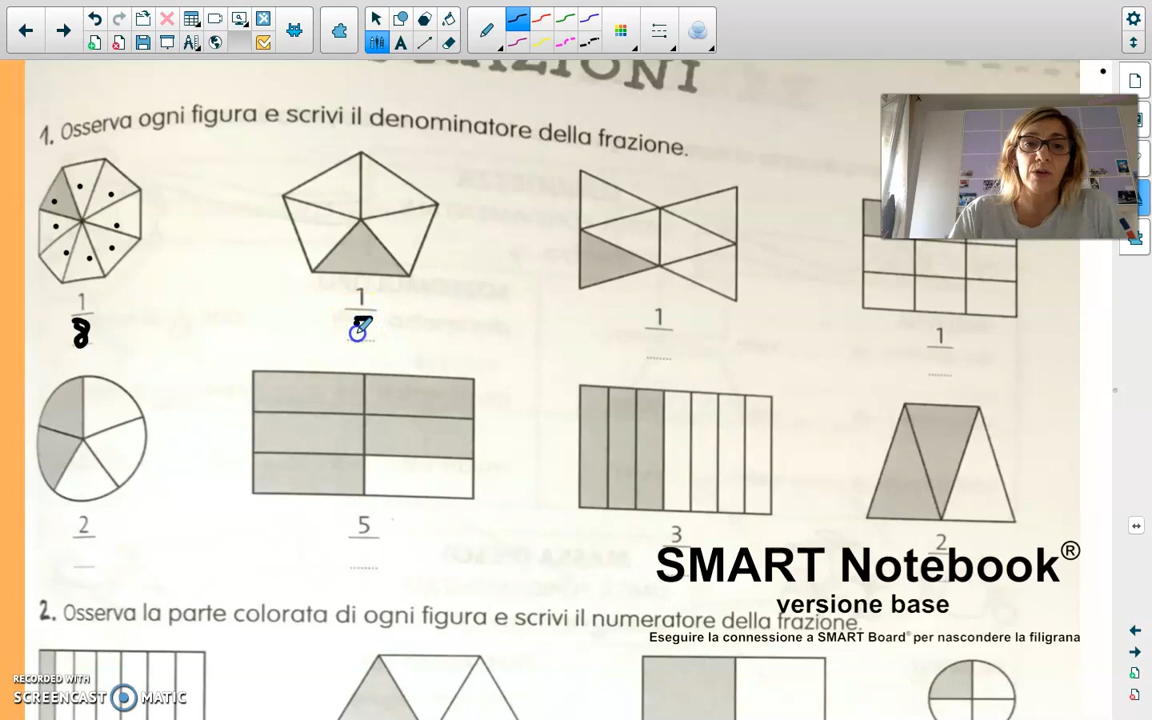 FRAZIONI
1. Osserva ogni figura e scrivi il denominatore della frazione.
1
8
1
1
1
2
5
3
2
SMART Notebook®
versione base
Eseguire la connessione a SMART Board® per nascondere la filigrana
2. Osserva la parte colorata di ogni figura e scrivi il numeratore della frazione.
RECORDED WITH
SCREENCAST MATIC